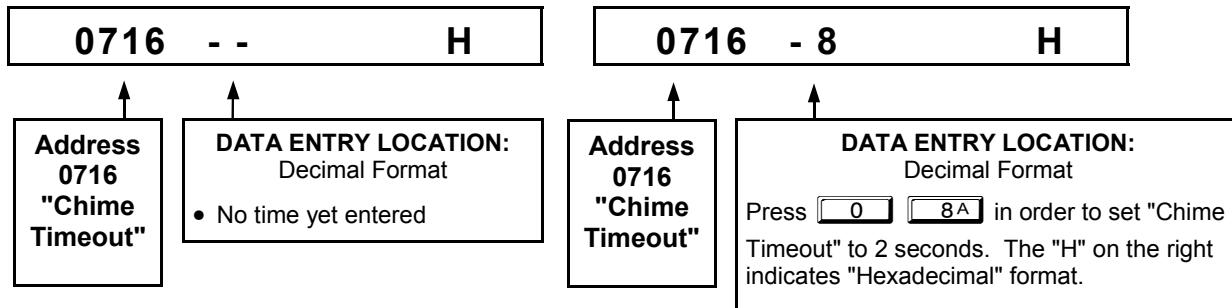 0716 - - H
Address
0716
"Chime
Timeout"
DATA ENTRY LOCATION:
Decimal Format
• No time yet entered
0716 - 8 H
Address
0716
"Chime
Timeout"
DATA ENTRY LOCATION:
Decimal Format
Press 0 8A in order to set "Chime
Timeout" to 2 seconds. The "H" on the right
indicates "Hexadecimal" format.